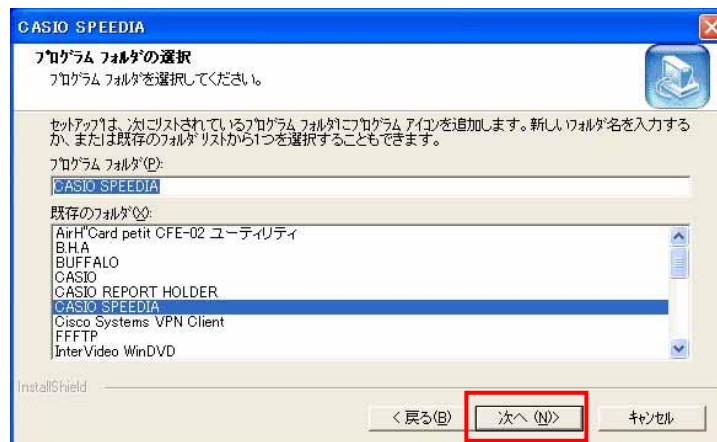 CASIO SPEEDIA
プログラム フォルダの選択
プログラム フォルダを選択してください。
セットアップは、次にリストされているプログラム フォルダにプログラム アイコンを追加します。新しいフォルダ名を入力する
か、または既存のフォルダ リストから1つを選択することもできます。
プログラム フォルダ(P):
CASIO SPEEDIA
既存のフォルダ(X):
AirH"Card petit CFE-02 ユーティリティ
B.H.A
BUFFALO
CASIO
CASIO REPORT HOLDER
CASIO SPEEDIA
Cisco Systems VPN Client
FFFTP
InterVideo WinDVD
InstallShield
< 戻る(B)
次へ (N)>
キャンセル